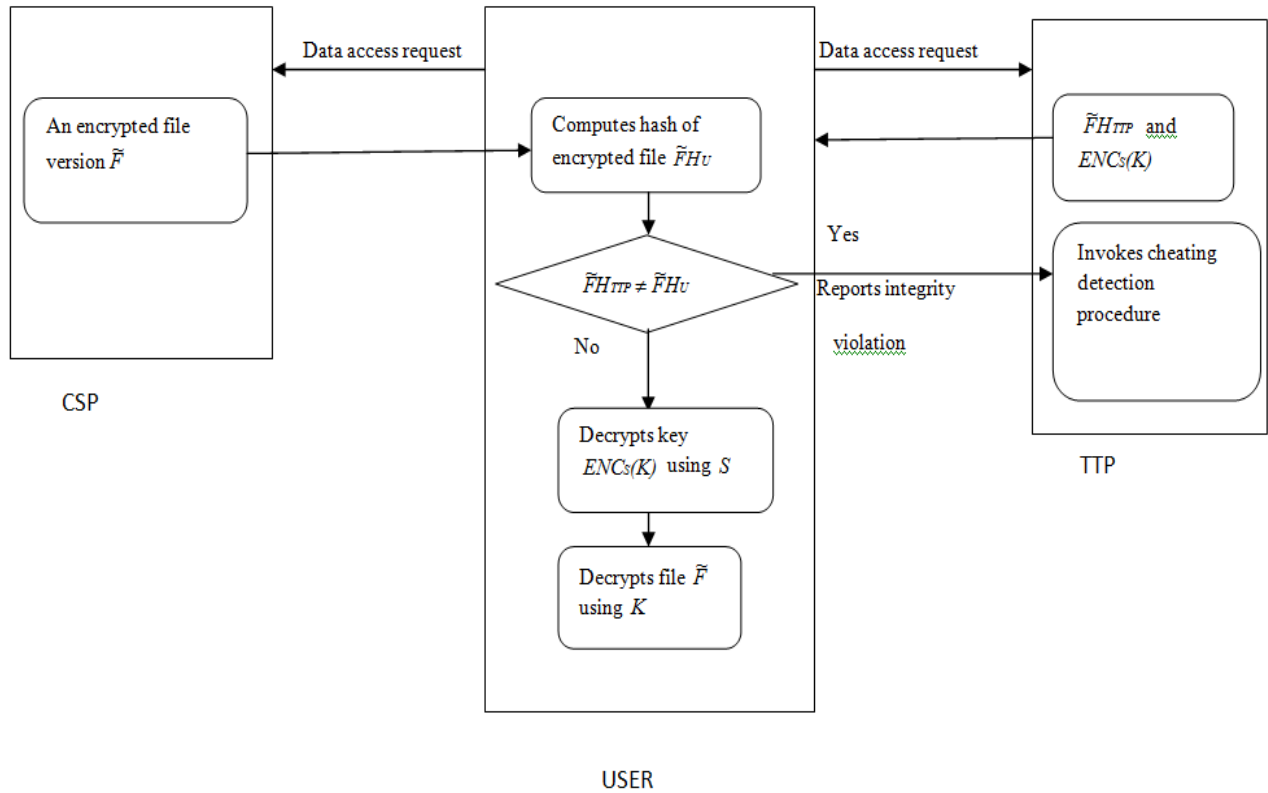 Data access request
Data access request
An encrypted file
version F̃
Computes hash of
encrypted file F̃HU
F̃HTTP and
ENCS(K)
F̃HTTP ≠ F̃HU
Yes
Reports integrity
violation
Invokes cheating
detection
procedure
No
Decrypts key
ENCS(K) using S
Decrypts file F̃
using K
CSP
TTP
USER